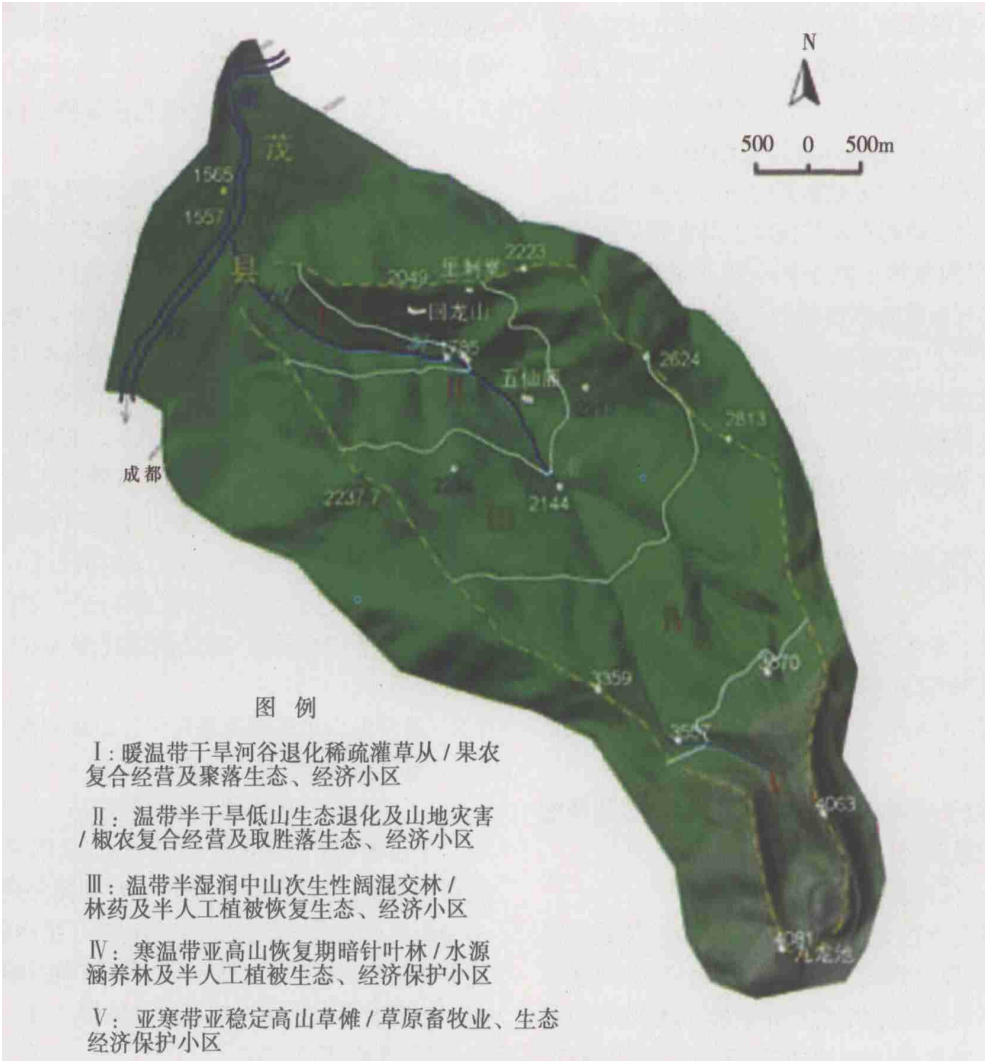 N
500 0 500m
茂
1565
1557
县
2223
2049
回龙山
1785
I
II
五仙庙
2624
2813
2237.7
2144
III
成都
IV
3570
3359
3557
4063
4081
九龙池
图 例
Ⅰ：暖温带干旱河谷退化稀疏灌草从/果农
复合经营及聚落生态、经济小区
Ⅱ：温带半干旱低山生态退化及山地灾害
/椒农复合经营及取胜落生态、经济小区
Ⅲ：温带半湿润中山次生性阔混交林/
林药及半人工植被恢复生态、经济小区
Ⅳ：寒温带亚高山恢复期暗针叶林/水源
涵养林及半人工植被生态、经济保护小区
Ⅴ：亚寒带亚稳定高山草傩/草原畜牧业、生态
经济保护小区